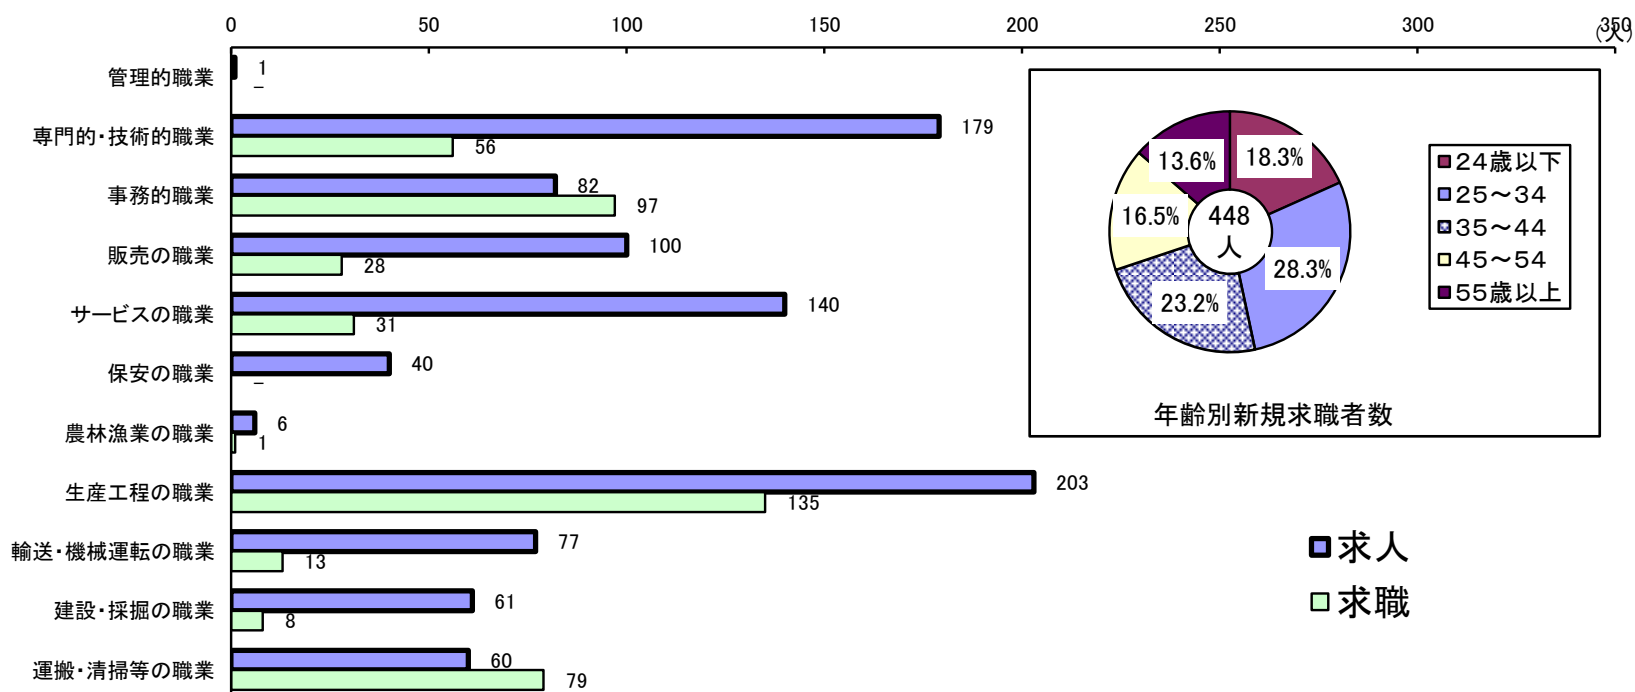 0 50 100 150 200 250 300 350
(人)
管理的職業 1
–
専門的・技術的職業 179
56
事務的職業 82
97
販売の職業 100
28
サービスの職業 140
31
保安の職業 40
–
農林漁業の職業 6
1
生産工程の職業 203
135
輸送・機械運転の職業 77
13
建設・採掘の職業 61
8
運搬・清掃等の職業 60
79
13.6% 18.3%
16.5% 448
人
28.3%
23.2%
24歳以下
25～34
35～44
45～54
55歳以上
年齢別新規求職者数
求人
求職